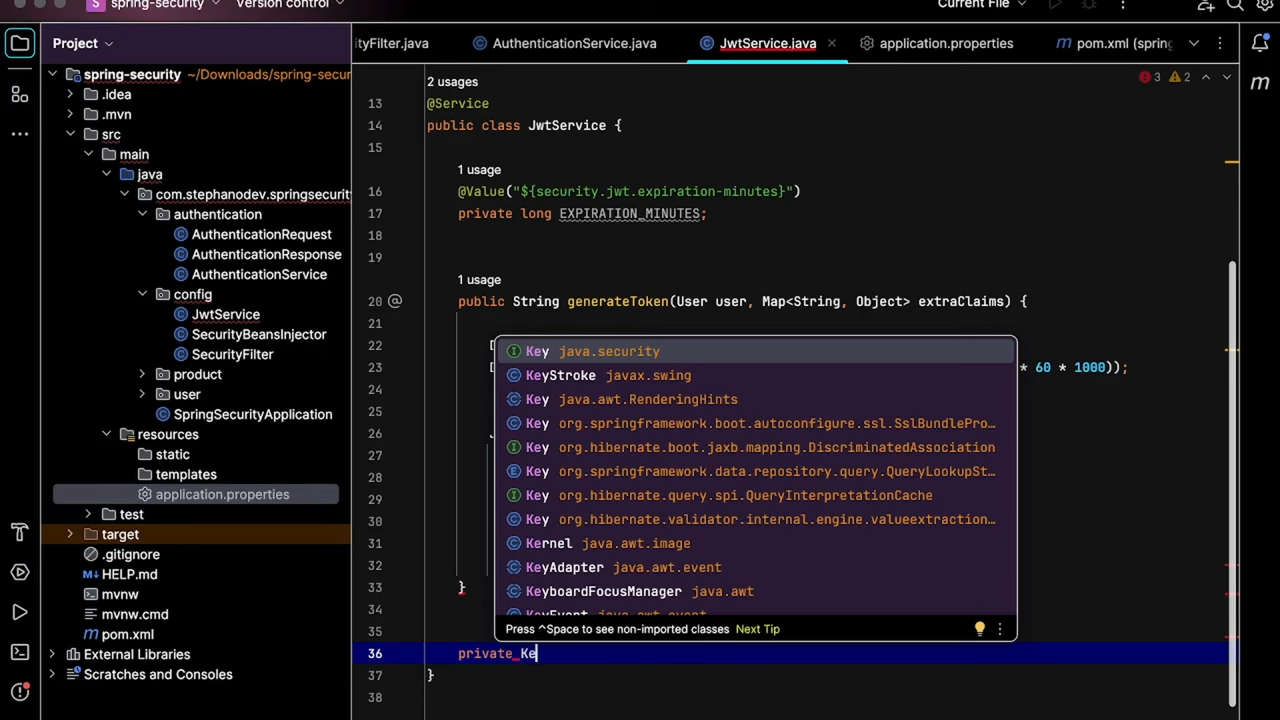 S spring-security Version control Current File
Project
ityFilter.java AuthenticationService.java JwtService.java application.properties pom.xml (spring
spring-security ~/Downloads/spring-secur
.idea
.mvn
src
main
java
com.stephanodev.springsecurity
authentication
AuthenticationRequest
AuthenticationResponse
AuthenticationService
config
JwtService
SecurityBeansInjector
SecurityFilter
product
user
SpringSecurityApplication
resources
static
templates
application.properties
test
target
.gitignore
M↓ HELP.md
mvnw
mvnw.cmd
m pom.xml
External Libraries
Scratches and Consoles
2 usages
3 2
13 @Service
14 public class JwtService {
15
1 usage
16 @Value("${security.jwt.expiration-minutes}")
17 private long EXPIRATION_MINUTES;
18
19
1 usage
20 @ public String generateToken(User user, Map<String, Object> extraClaims) {
21
22
23 * 60 * 1000));
24
25
26
27
28
29
30
31
32
33 }
34
35
36 private Ke
37 }
38
Key java.security
KeyStroke javax.swing
Key java.awt.RenderingHints
Key org.springframework.boot.autoconfigure.ssl.SslBundlePro…
Key org.hibernate.boot.jaxb.mapping.DiscriminatedAssociation
Key org.springframework.data.repository.query.QueryLookupSt…
Key org.hibernate.query.spi.QueryInterpretationCache
Key org.hibernate.validator.internal.engine.valueextraction…
Kernel java.awt.image
KeyAdapter java.awt.event
KeyboardFocusManager java.awt
KeyEvent java.awt.event
Press ^Space to see non-imported classes Next Tip
m